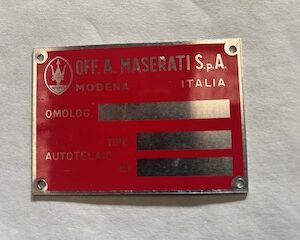 OFF. A. MASERATI S.p.A.
MODENA ITALIA
OMOLOG.
TIPO
AUTOTELAIO
N°